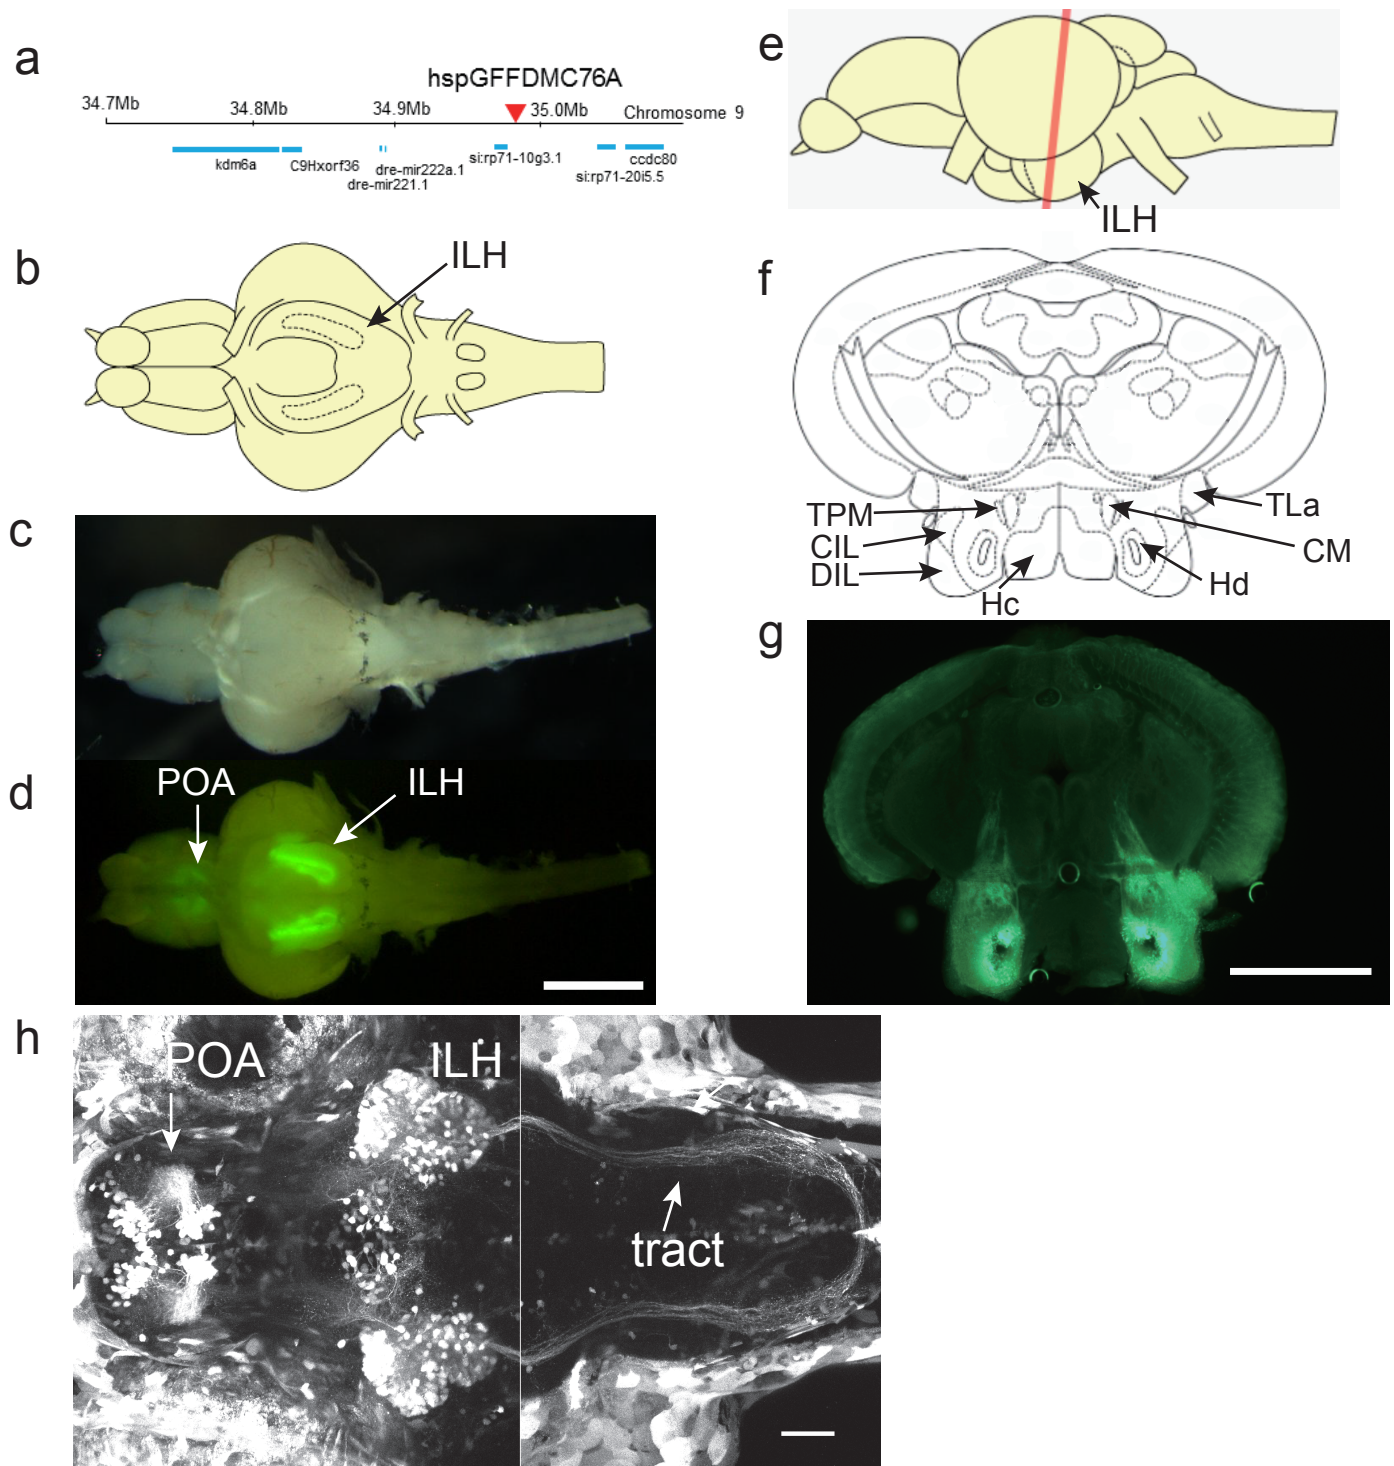 a
hspGFFDMC76A
34.7Mb 34.8Mb 34.9Mb 35.0Mb Chromosome 9
kdm6a C9Hxorf36 dre-mir222a.1 si:rp71-10g3.1 ccdc80
dre-mir221.1 si:rp71-20i5.5
b
ILH
c
d
POA ILH
e
ILH
f
TPM
CIL
DIL
Hc
TLa
CM
Hd
g
h
POA ILH
tract